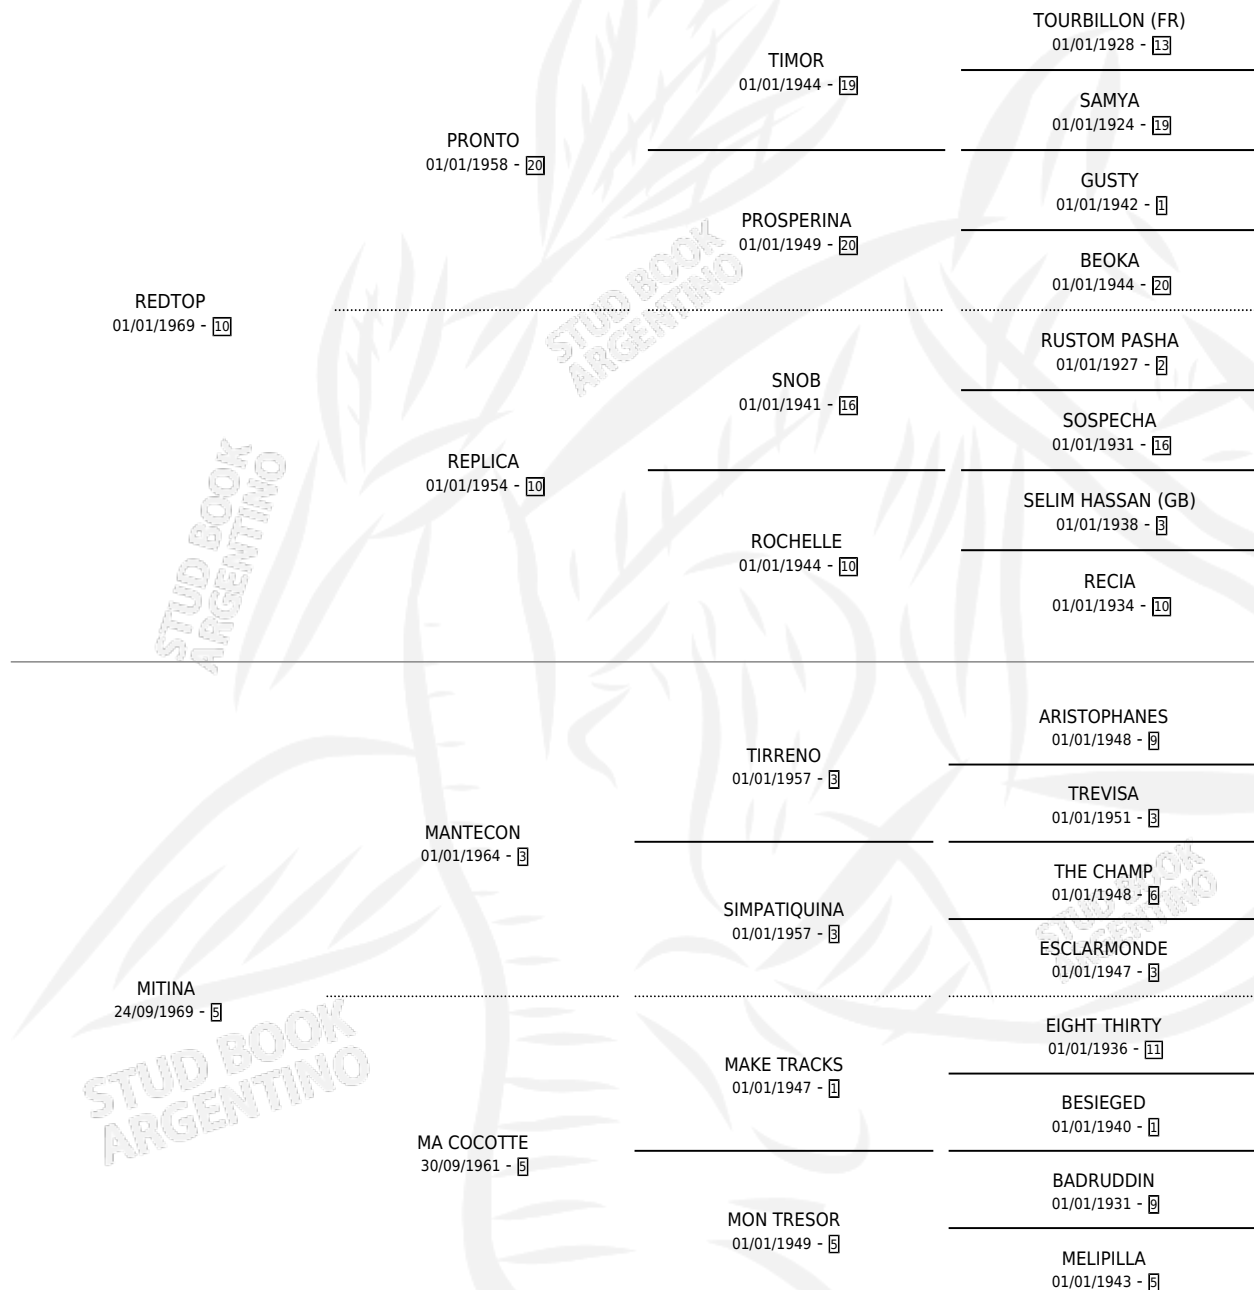 TOURBILLON (FR)
01/01/1928 - 13
TIMOR
01/01/1944 - 19
SAMYA
01/01/1924 - 19
PRONTO
01/01/1958 - 20
GUSTY
01/01/1942 - 1
PROSPERINA
01/01/1949 - 20
BEOKA
01/01/1944 - 20
REDTOP
01/01/1969 - 10
RUSTOM PASHA
01/01/1927 - 2
SNOB
01/01/1941 - 16
SOSPECHA
01/01/1931 - 16
REPLICA
01/01/1954 - 10
SELIM HASSAN (GB)
01/01/1938 - 3
ROCHELLE
01/01/1944 - 10
RECIA
01/01/1934 - 10
ARISTOPHANES
01/01/1948 - 9
TIRRENO
01/01/1957 - 3
TREVISA
01/01/1951 - 3
MANTECON
01/01/1964 - 3
THE CHAMP
01/01/1948 - 6
SIMPATIQUINA
01/01/1957 - 3
ESCLARMONDE
01/01/1947 - 3
MITINA
24/09/1969 - 5
EIGHT THIRTY
01/01/1936 - 11
MAKE TRACKS
01/01/1947 - 1
BESIEGED
01/01/1940 - 1
MA COCOTTE
30/09/1961 - 5
BADRUDDIN
01/01/1931 - 9
MON TRESOR
01/01/1949 - 5
MELIPILLA
01/01/1943 - 5
STUD BOOK
ARGENTINO
STUD BOOK
ARGENTINO
STUD BOOK
ARGENTINO
STUD BOOK
ARGENTINO